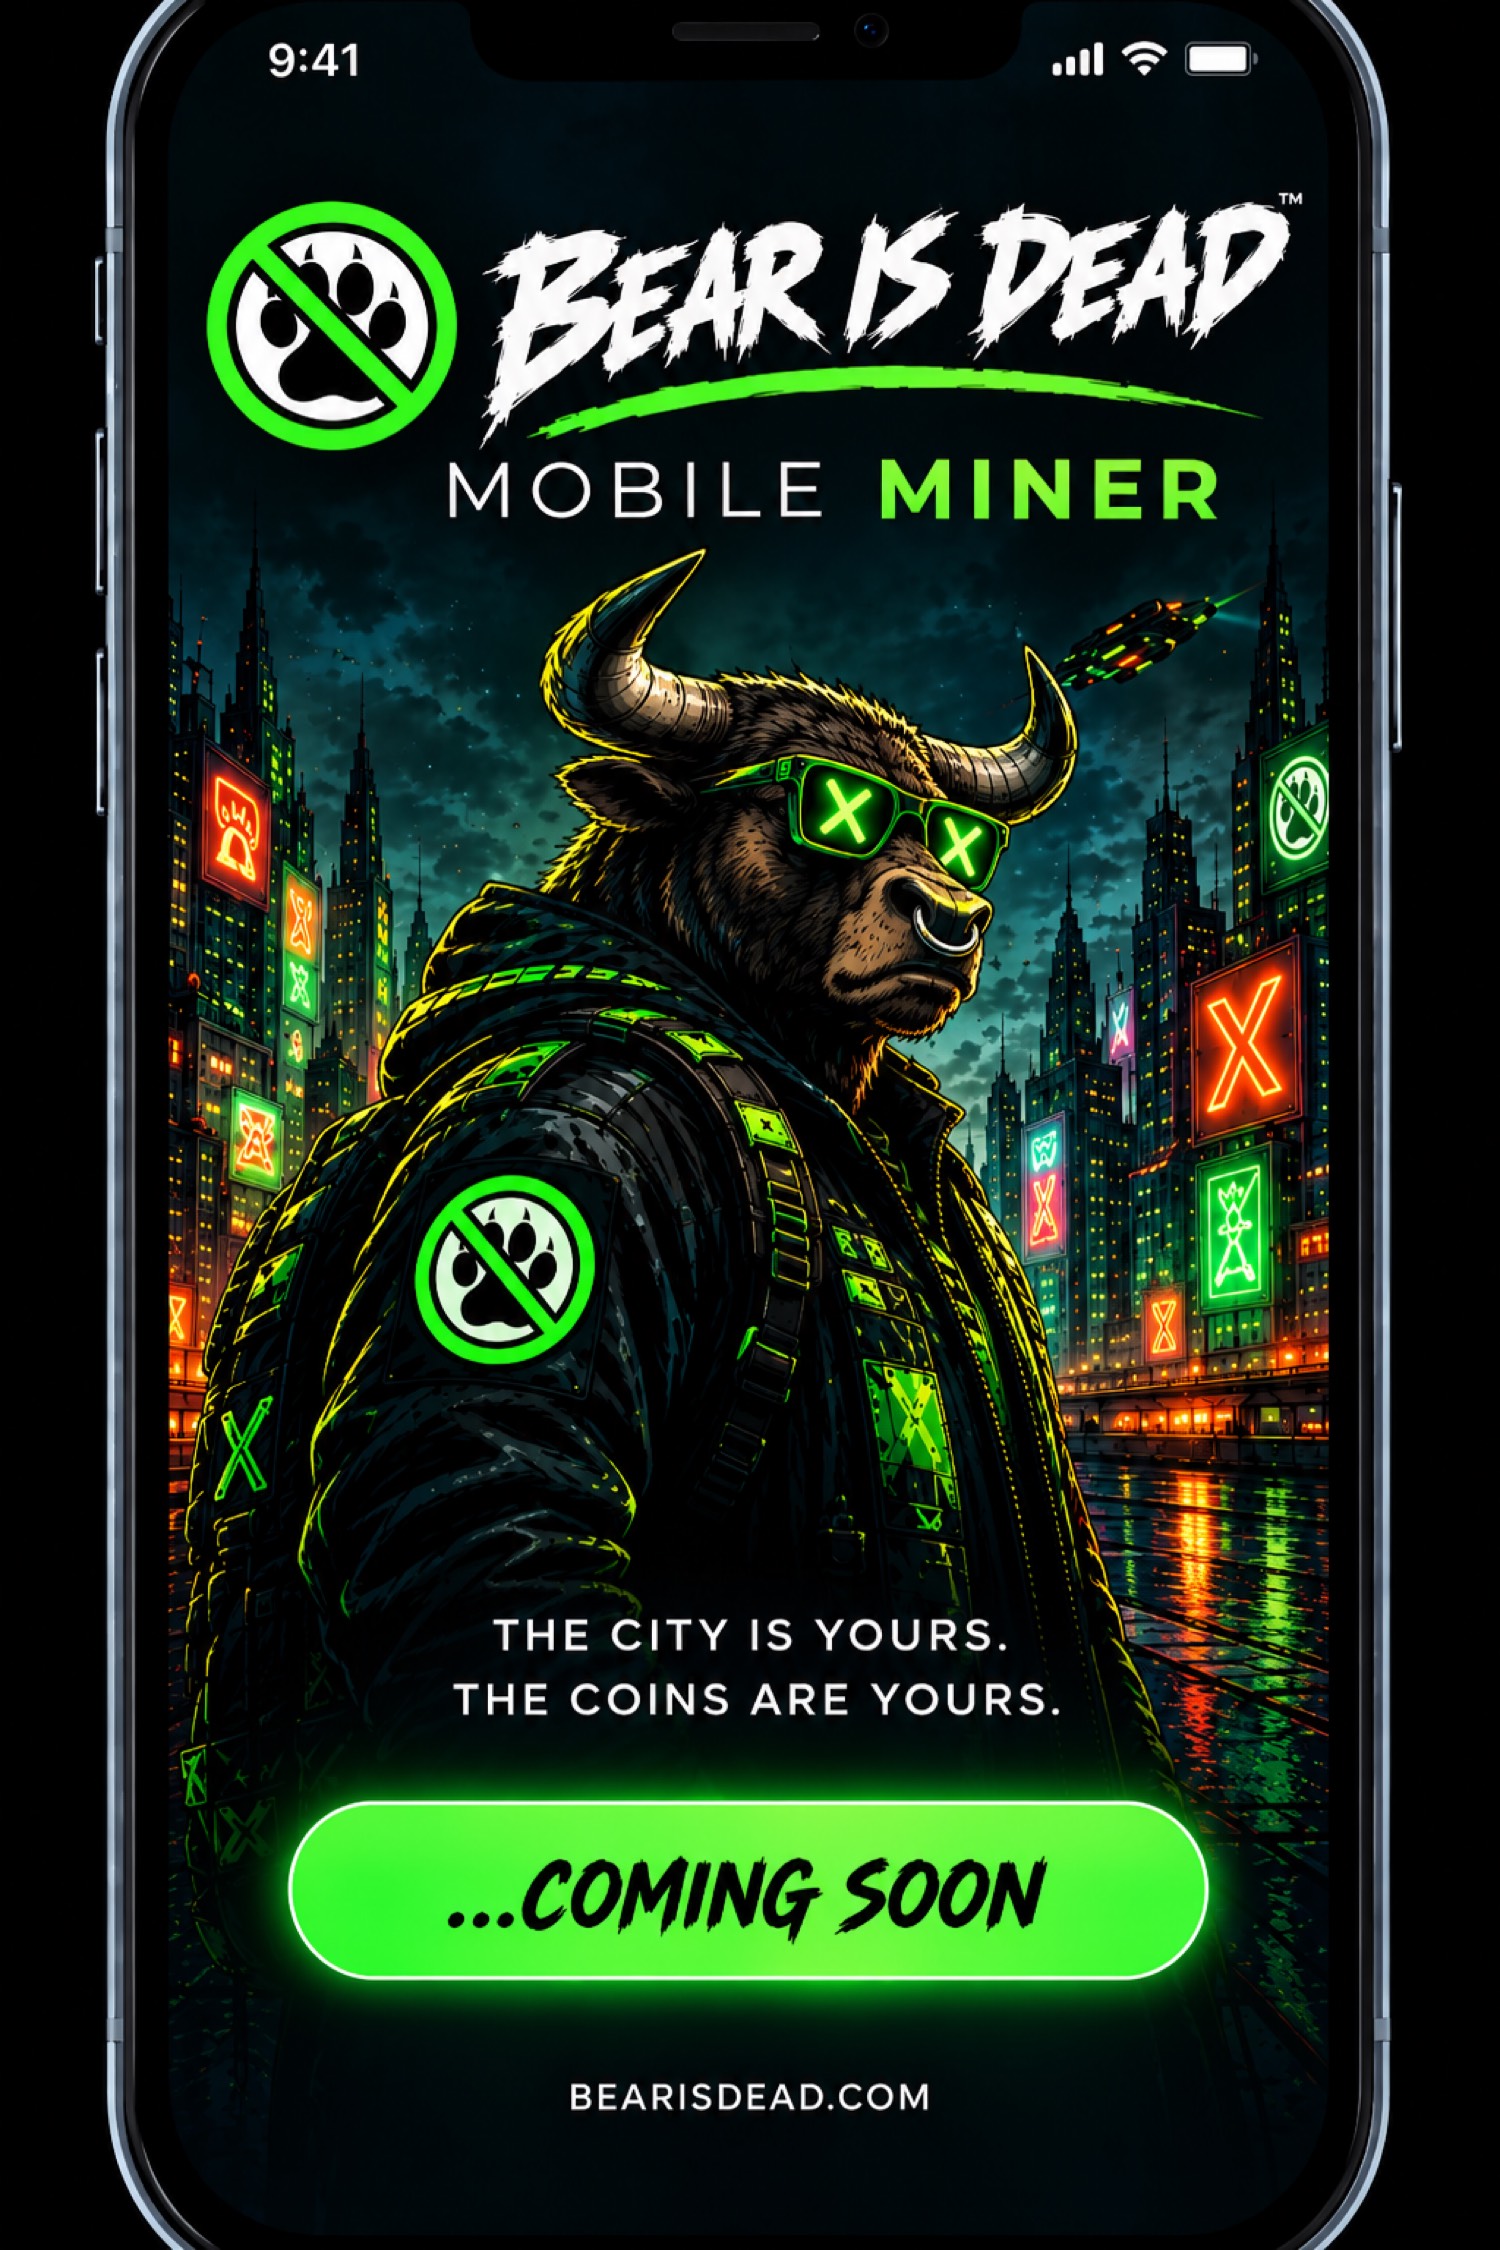 9:41
BEAR IS DEAD™
MOBILE MINER
X X
X
X
THE CITY IS YOURS.
THE COINS ARE YOURS.
...COMING SOON
BEARISDEAD.COM